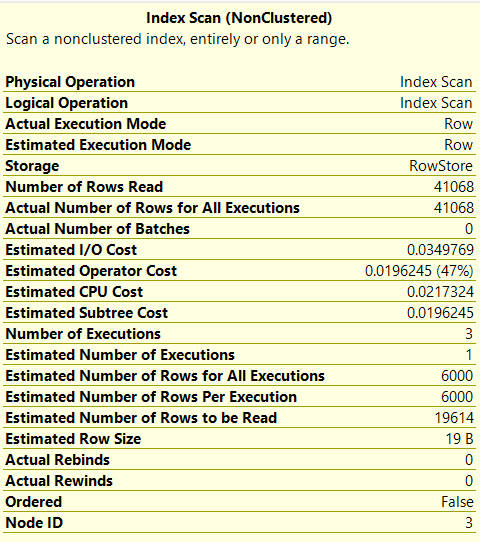 Index Scan (NonClustered)
Scan a nonclustered index, entirely or only a range.
Physical Operation Index Scan
Logical Operation Index Scan
Actual Execution Mode Row
Estimated Execution Mode Row
Storage RowStore
Number of Rows Read 41068
Actual Number of Rows for All Executions 41068
Actual Number of Batches 0
Estimated I/O Cost 0.0349769
Estimated Operator Cost 0.0196245 (47%)
Estimated CPU Cost 0.0217324
Estimated Subtree Cost 0.0196245
Number of Executions 3
Estimated Number of Executions 1
Estimated Number of Rows for All Executions 6000
Estimated Number of Rows Per Execution 6000
Estimated Number of Rows to be Read 19614
Estimated Row Size 19 B
Actual Rebinds 0
Actual Rewinds 0
Ordered False
Node ID 3